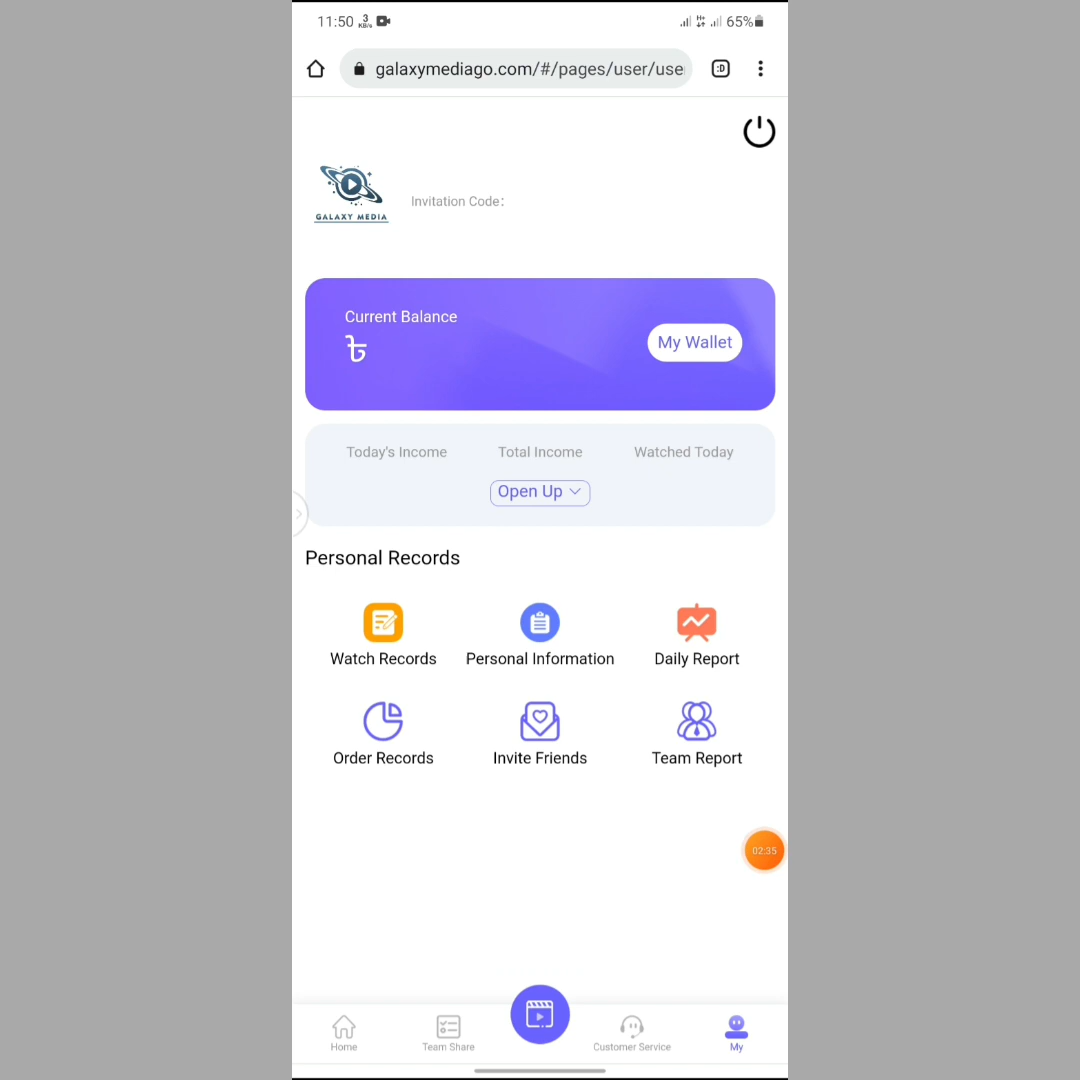 11:50 3 KB/s 65%
galaxymediago.com/#/pages/user/use
:D
GALAXY MEDIA
Invitation Code:
Current Balance
৳
My Wallet
Today's Income Total Income Watched Today
Open Up
Personal Records
Watch Records Personal Information Daily Report
Order Records Invite Friends Team Report
02:35
Home Team Share Customer Service My